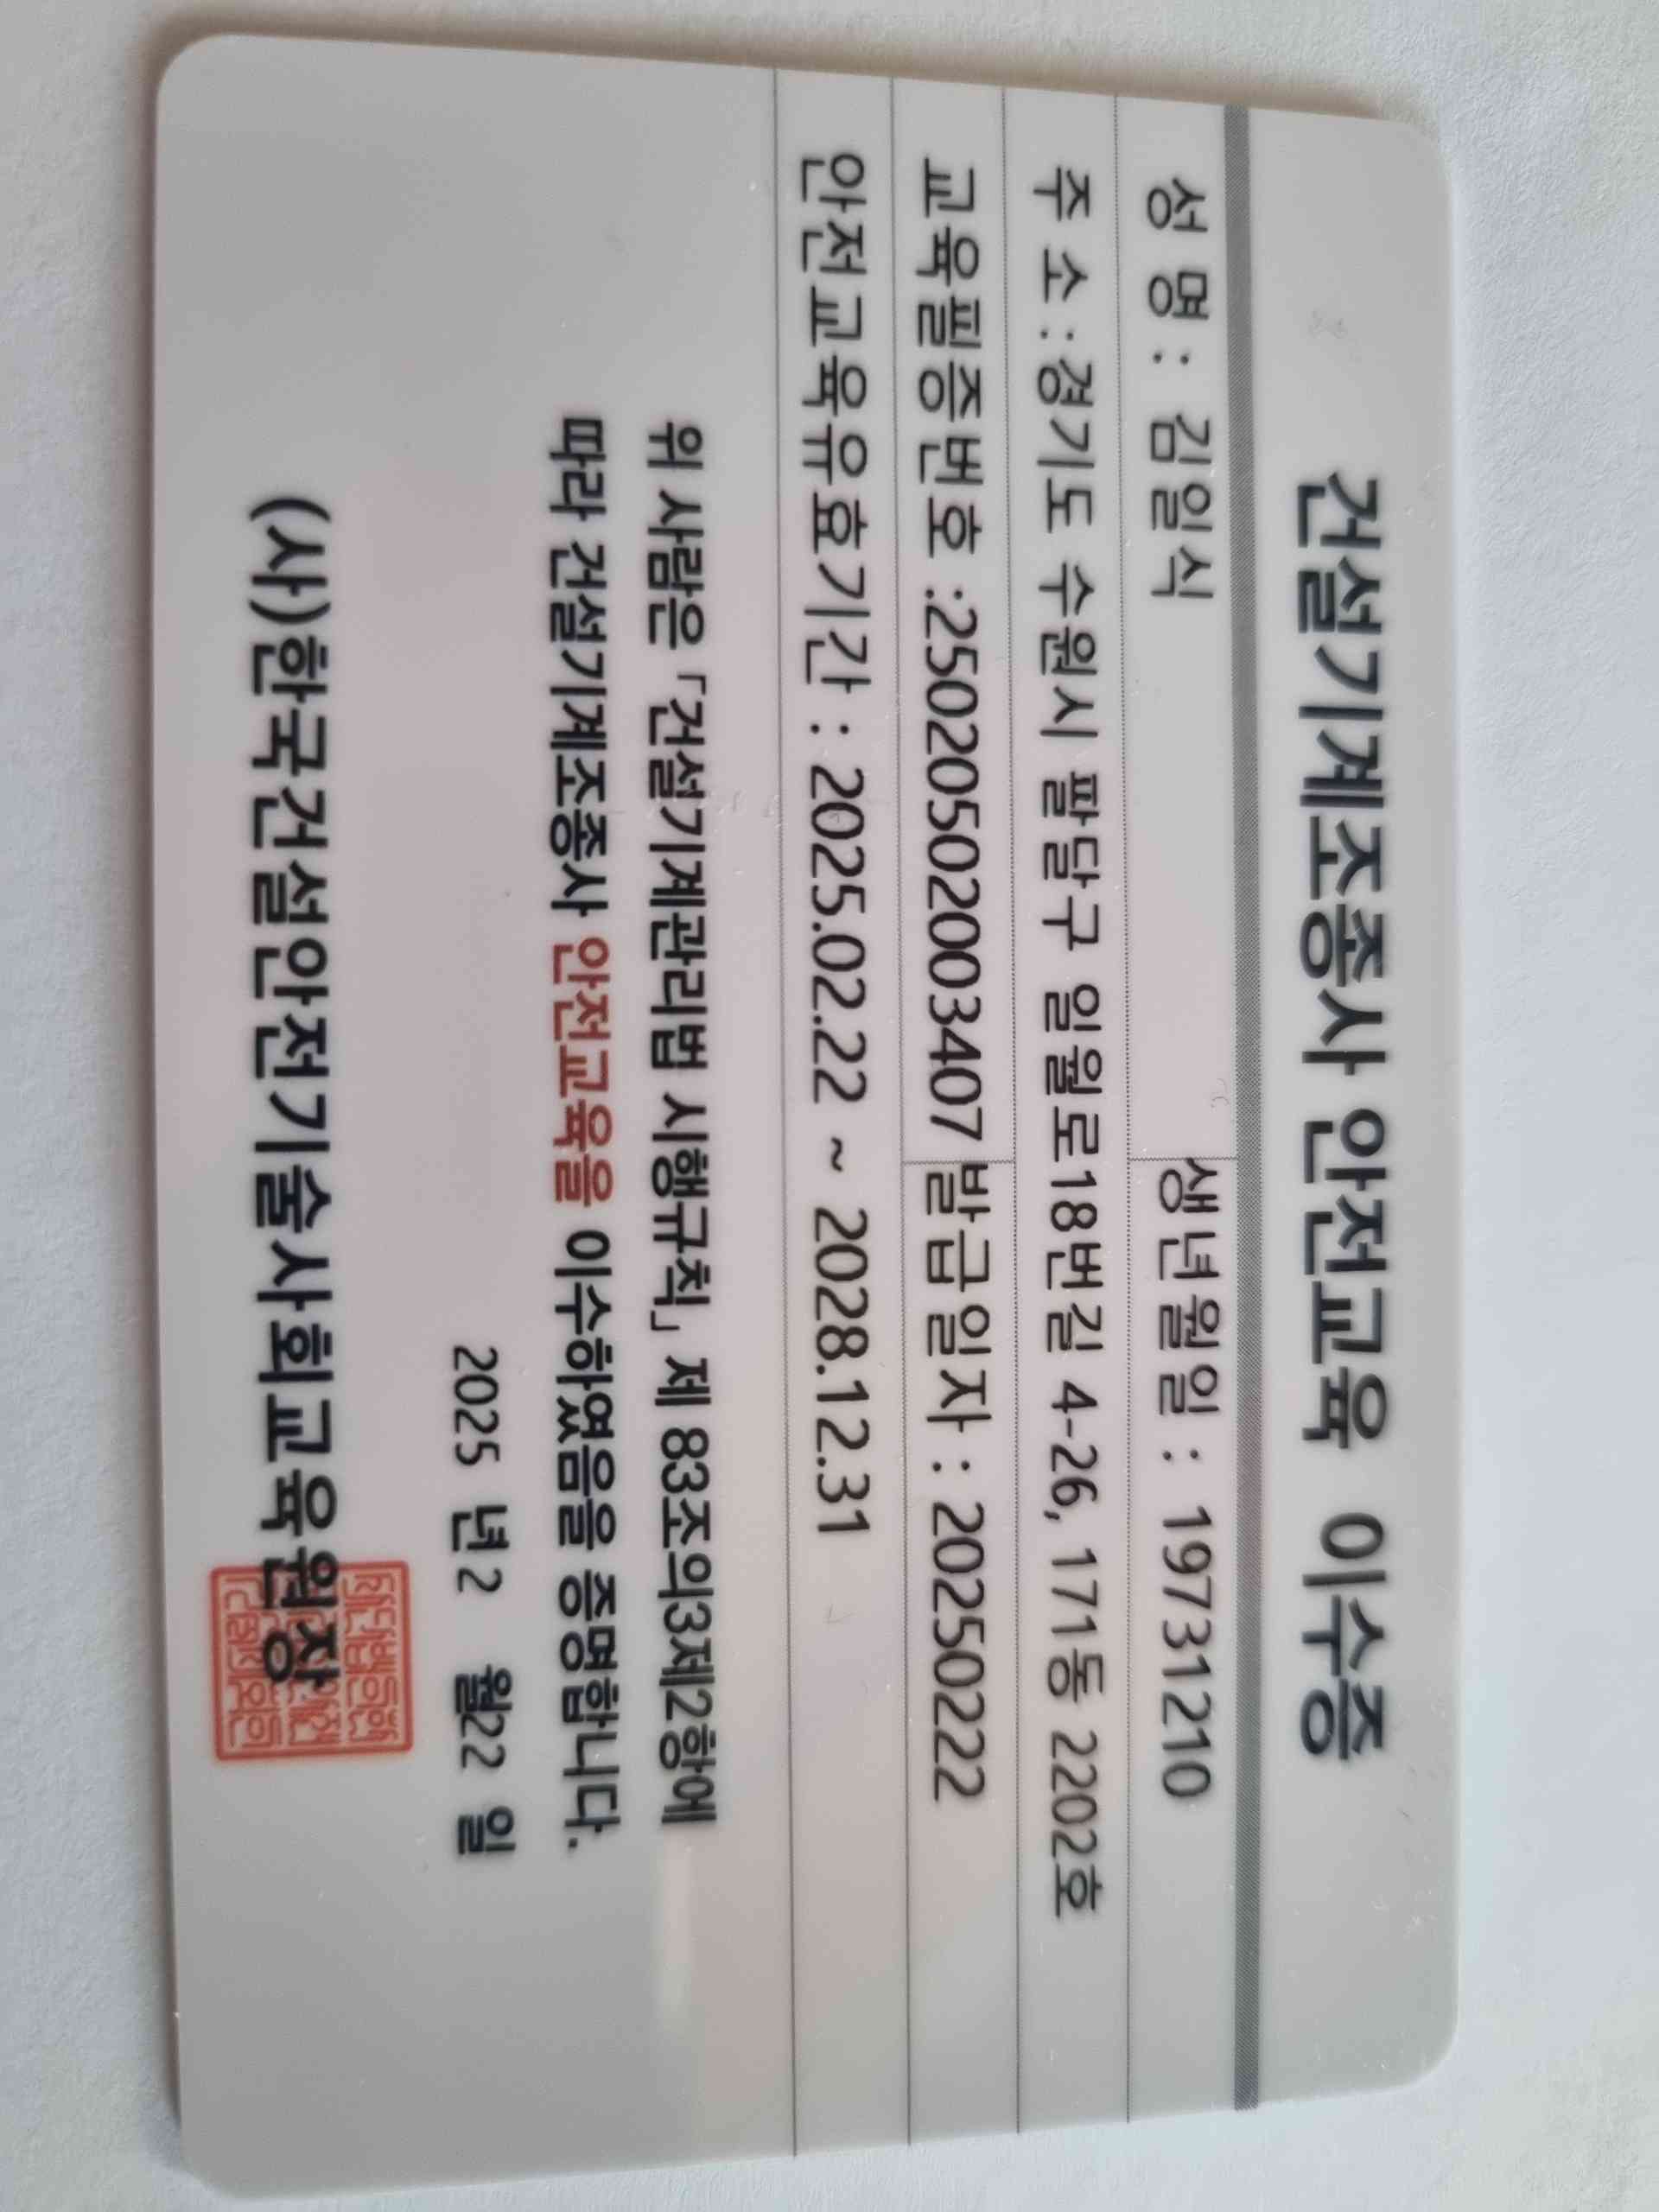 건설기계조종사 안전교육 이수증
성 명 : 김일식 생년월일 : 19731210
주 소 : 경기도 수원시 팔달구 일월로18번길 4-26, 171동 2202호
교육필증번호 :2502205020003407 발급일자 : 2025022​2
안전교육유효기간 : 2025.02.22 ~ 2028.12.31
위 사람은 「건설기계관리법 시행규칙」 제 83조의3제2항에
따라 건설기계조종사 안전교육을 이수하였음을 증명합니다.
2025 년 2 월22 일
(사)한국건설안전기술사회교육원장